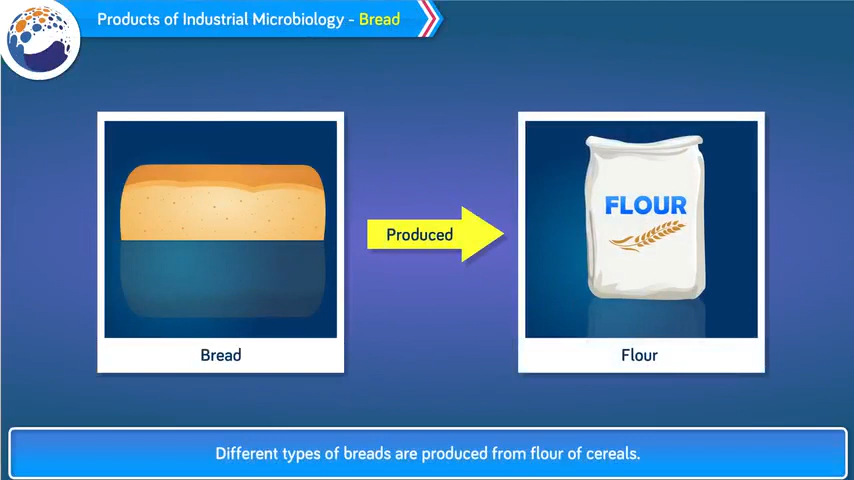 Products of Industrial Microbiology - Bread
Produced
FLOUR
Bread
Flour
Different types of breads are produced from flour of cereals.